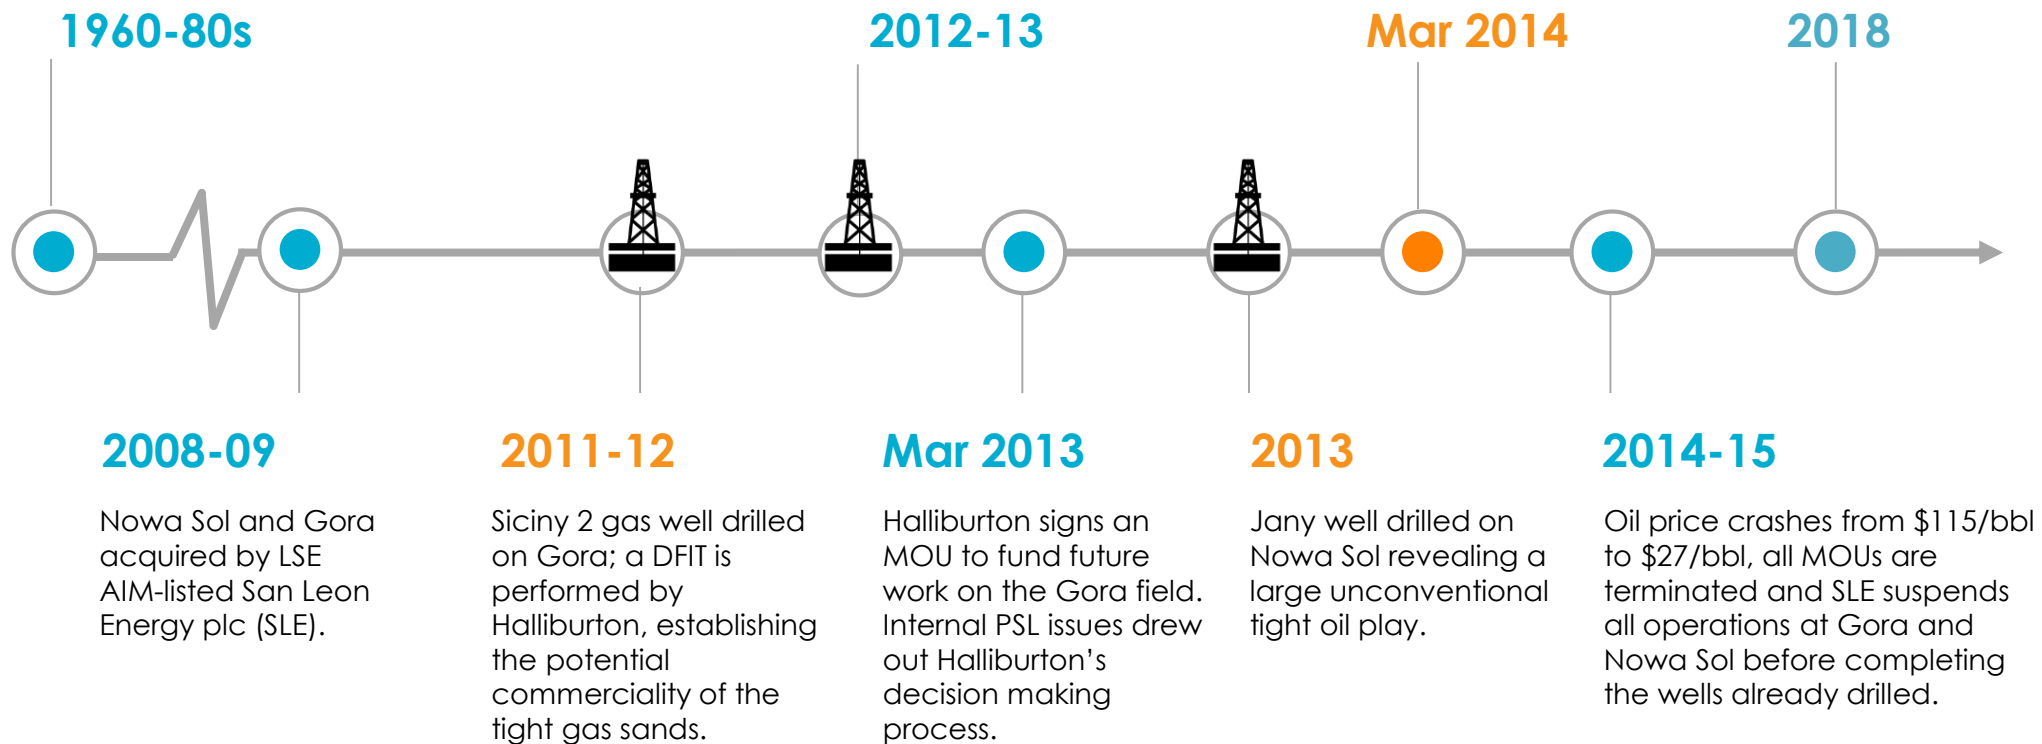 1960-80s
2012-13
Mar 2014
2018
2008-09
Nowa Sol and Gora
acquired by LSE
AIM-listed San Leon
Energy plc (SLE).
2011-12
Siciny 2 gas well drilled
on Gora; a DFIT is
performed by
Halliburton, establishing
the potential
commerciality of the
tight gas sands.
Mar 2013
Halliburton signs an
MOU to fund future
work on the Gora field.
Internal PSL issues drew
out Halliburton’s
decision making
process.
2013
Jany well drilled on
Nowa Sol revealing a
large unconventional
tight oil play.
2014-15
Oil price crashes from $115/bbl
to $27/bbl, all MOUs are
terminated and SLE suspends
all operations at Gora and
Nowa Sol before completing
the wells already drilled.